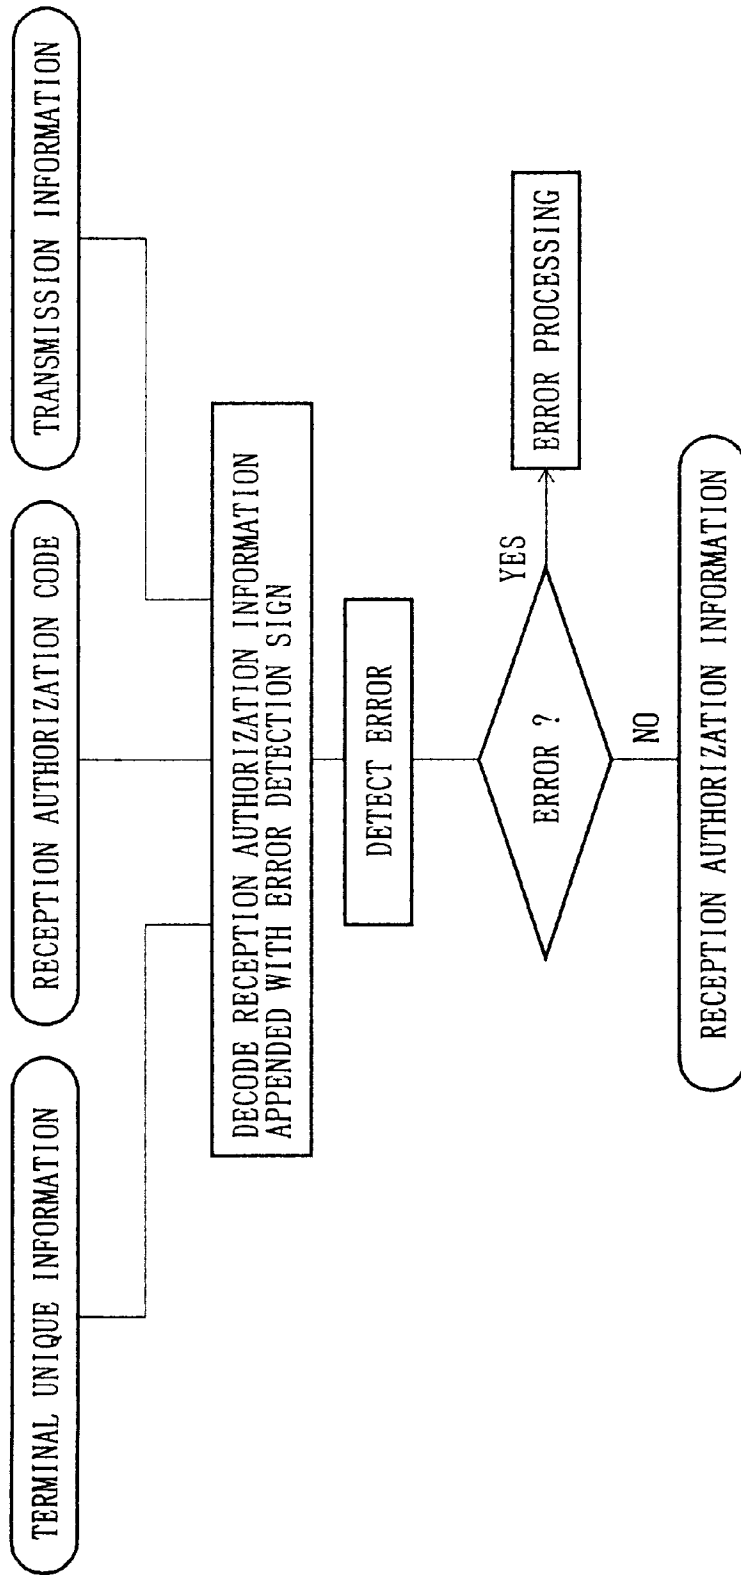 TERMINAL UNIQUE INFORMATION
RECEPTION AUTHORIZATION CODE
TRANSMISSION INFORMATION
DECODE RECEPTION AUTHORIZATION INFORMATION
APPENDED WITH ERROR DETECTION SIGN
DETECT ERROR
ERROR ?
YES
ERROR PROCESSING
NO
RECEPTION AUTHORIZATION INFORMATION